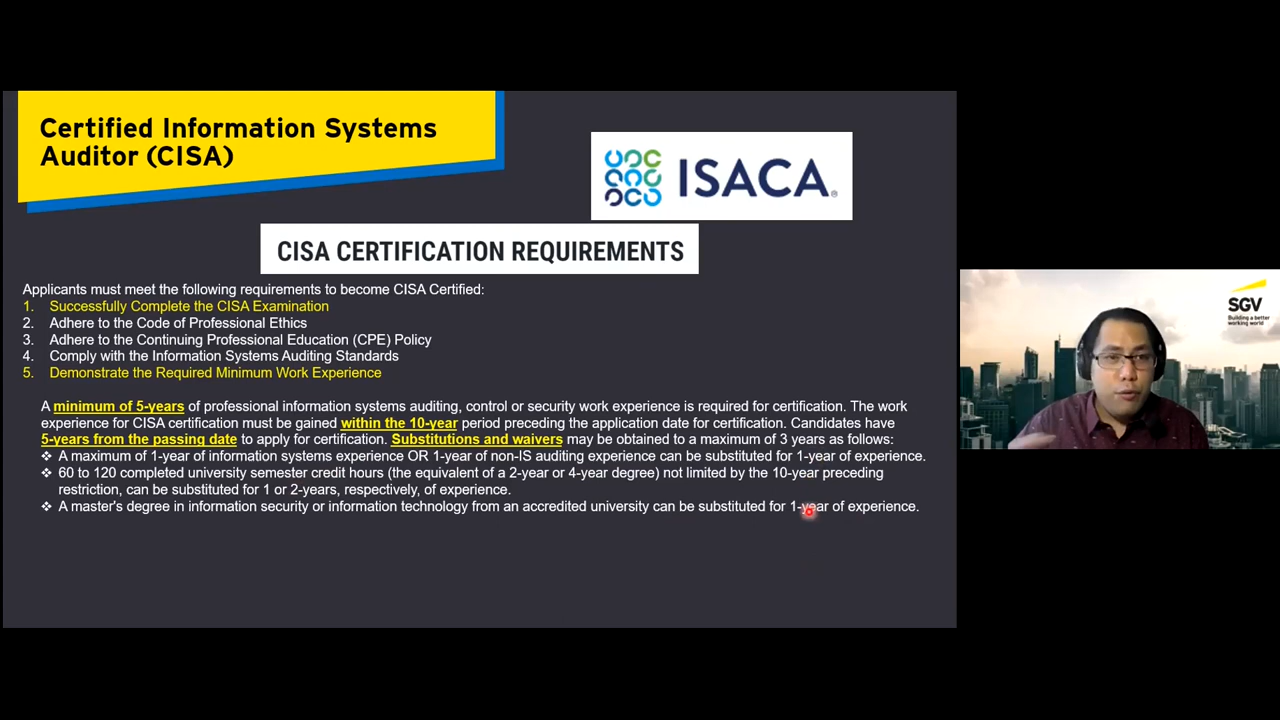 Certified Information Systems
Auditor (CISA)
ISACA®
CISA CERTIFICATION REQUIREMENTS
Applicants must meet the following requirements to become CISA Certified:
1. Successfully Complete the CISA Examination
2. Adhere to the Code of Professional Ethics
3. Adhere to the Continuing Professional Education (CPE) Policy
4. Comply with the Information Systems Auditing Standards
5. Demonstrate the Required Minimum Work Experience
A minimum of 5-years of professional information systems auditing, control or security work experience is required for certification. The work
experience for CISA certification must be gained within the 10-year period preceding the application date for certification. Candidates have
5-years from the passing date to apply for certification. Substitutions and waivers may be obtained to a maximum of 3 years as follows:
❖ A maximum of 1-year of information systems experience OR 1-year of non-IS auditing experience can be substituted for 1-year of experience.
❖ 60 to 120 completed university semester credit hours (the equivalent of a 2-year or 4-year degree) not limited by the 10-year preceding
restriction, can be substituted for 1 or 2-years, respectively, of experience.
❖ A master's degree in information security or information technology from an accredited university can be substituted for 1-year of experience.
SGV
Building a better
working world